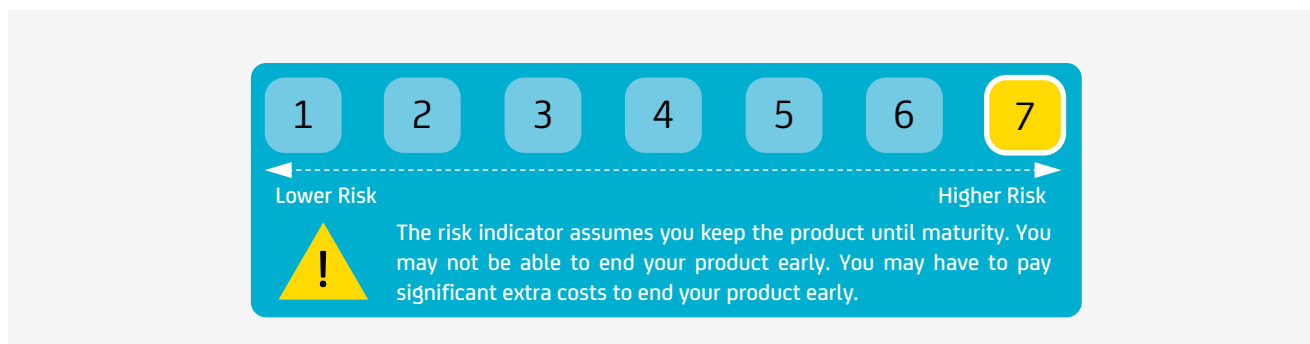 1 2 3 4 5 6 7
Lower Risk Higher Risk
!
The risk indicator assumes you keep the product until maturity. You
may not be able to end your product early. You may have to pay
significant extra costs to end your product early.